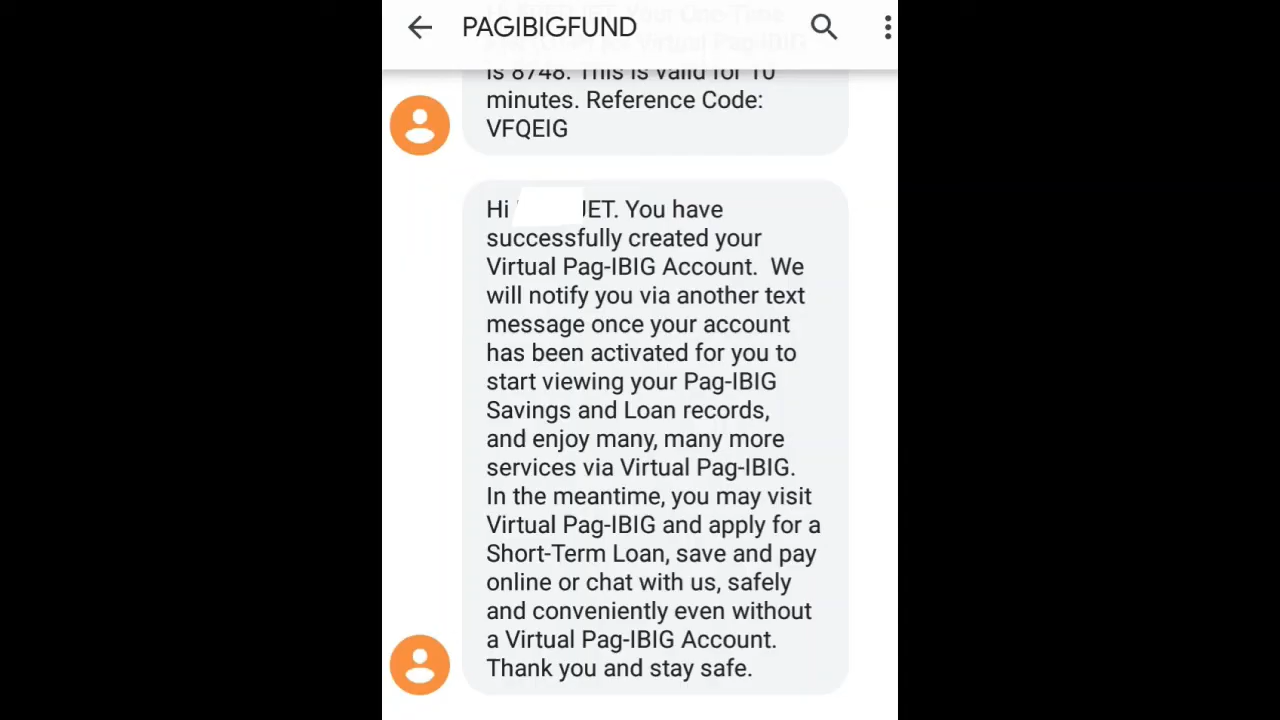 PAGIBIGFUND
is 8748. This is valid for 10
minutes. Reference Code:
VFQEIG
Hi JET. You have
successfully created your
Virtual Pag-IBIG Account.  We
will notify you via another text
message once your account
has been activated for you to
start viewing your Pag-IBIG
Savings and Loan records,
and enjoy many, many more
services via Virtual Pag-IBIG.
In the meantime, you may visit
Virtual Pag-IBIG and apply for a
Short-Term Loan, save and pay
online or chat with us, safely
and conveniently even without
a Virtual Pag-IBIG Account.
Thank you and stay safe.